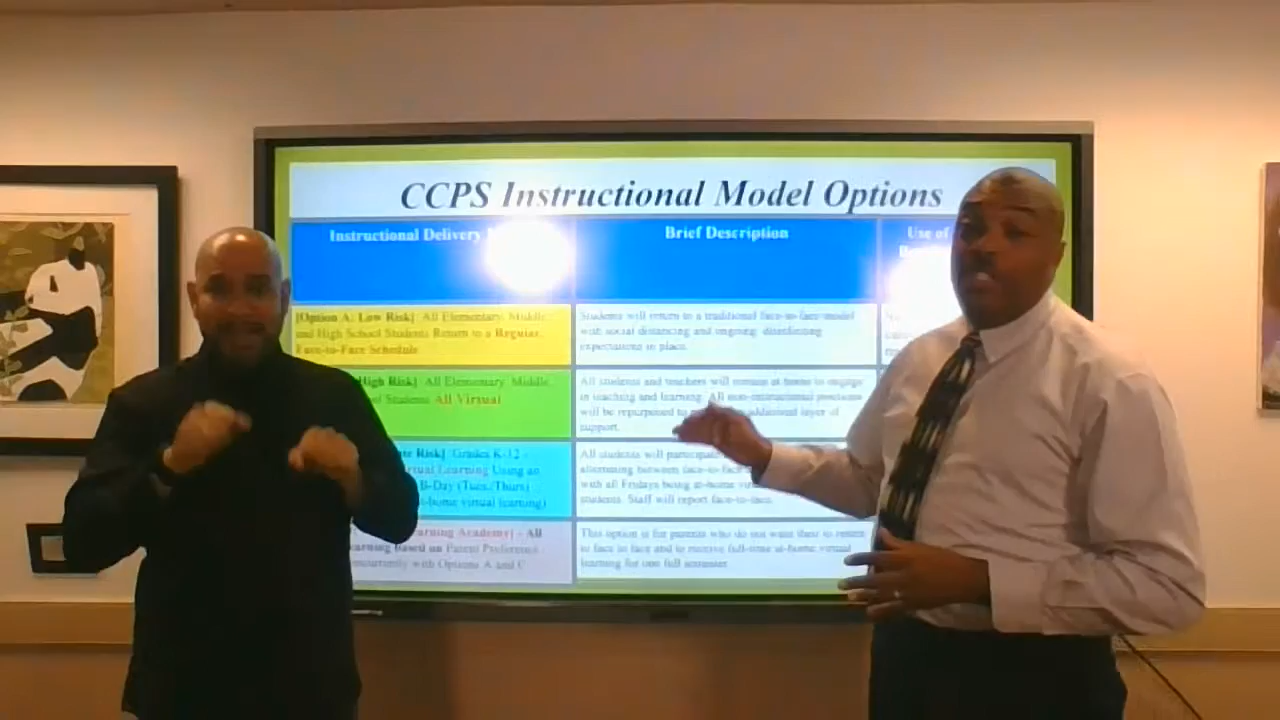 CCPS Instructional Model Options
Instructional Delivery
Brief Description
Use of
[Option A: Low Risk] All Elementary, Middle,
and High School Students Return to a Regular,
Face-to-Face Schedule
Students will return to a traditional face-to-face model
with social distancing and ongoing disinfecting
expectations in place.
High Risk] All Elementary, Middle,
Students All Virtual
All students and teachers will remain at home to engage
in teaching and learning. All non-instructional positions
will be repurposed to additional layer of
support.
Risk] Grades K-12 -
Virtual Learning Using an
B-Day (Tues./Thurs)
at-home virtual learning)
All students will participate
alternating between face-to-face
with all Fridays being at-home
students. Staff will report face-to-face.
Learning Academy] - All
Learning Based on Parent Preference
Concurrently with Options A and C
This option is for parents who do not want their to return
to face to face and to receive full-time at-home virtual
learning for one full semester.